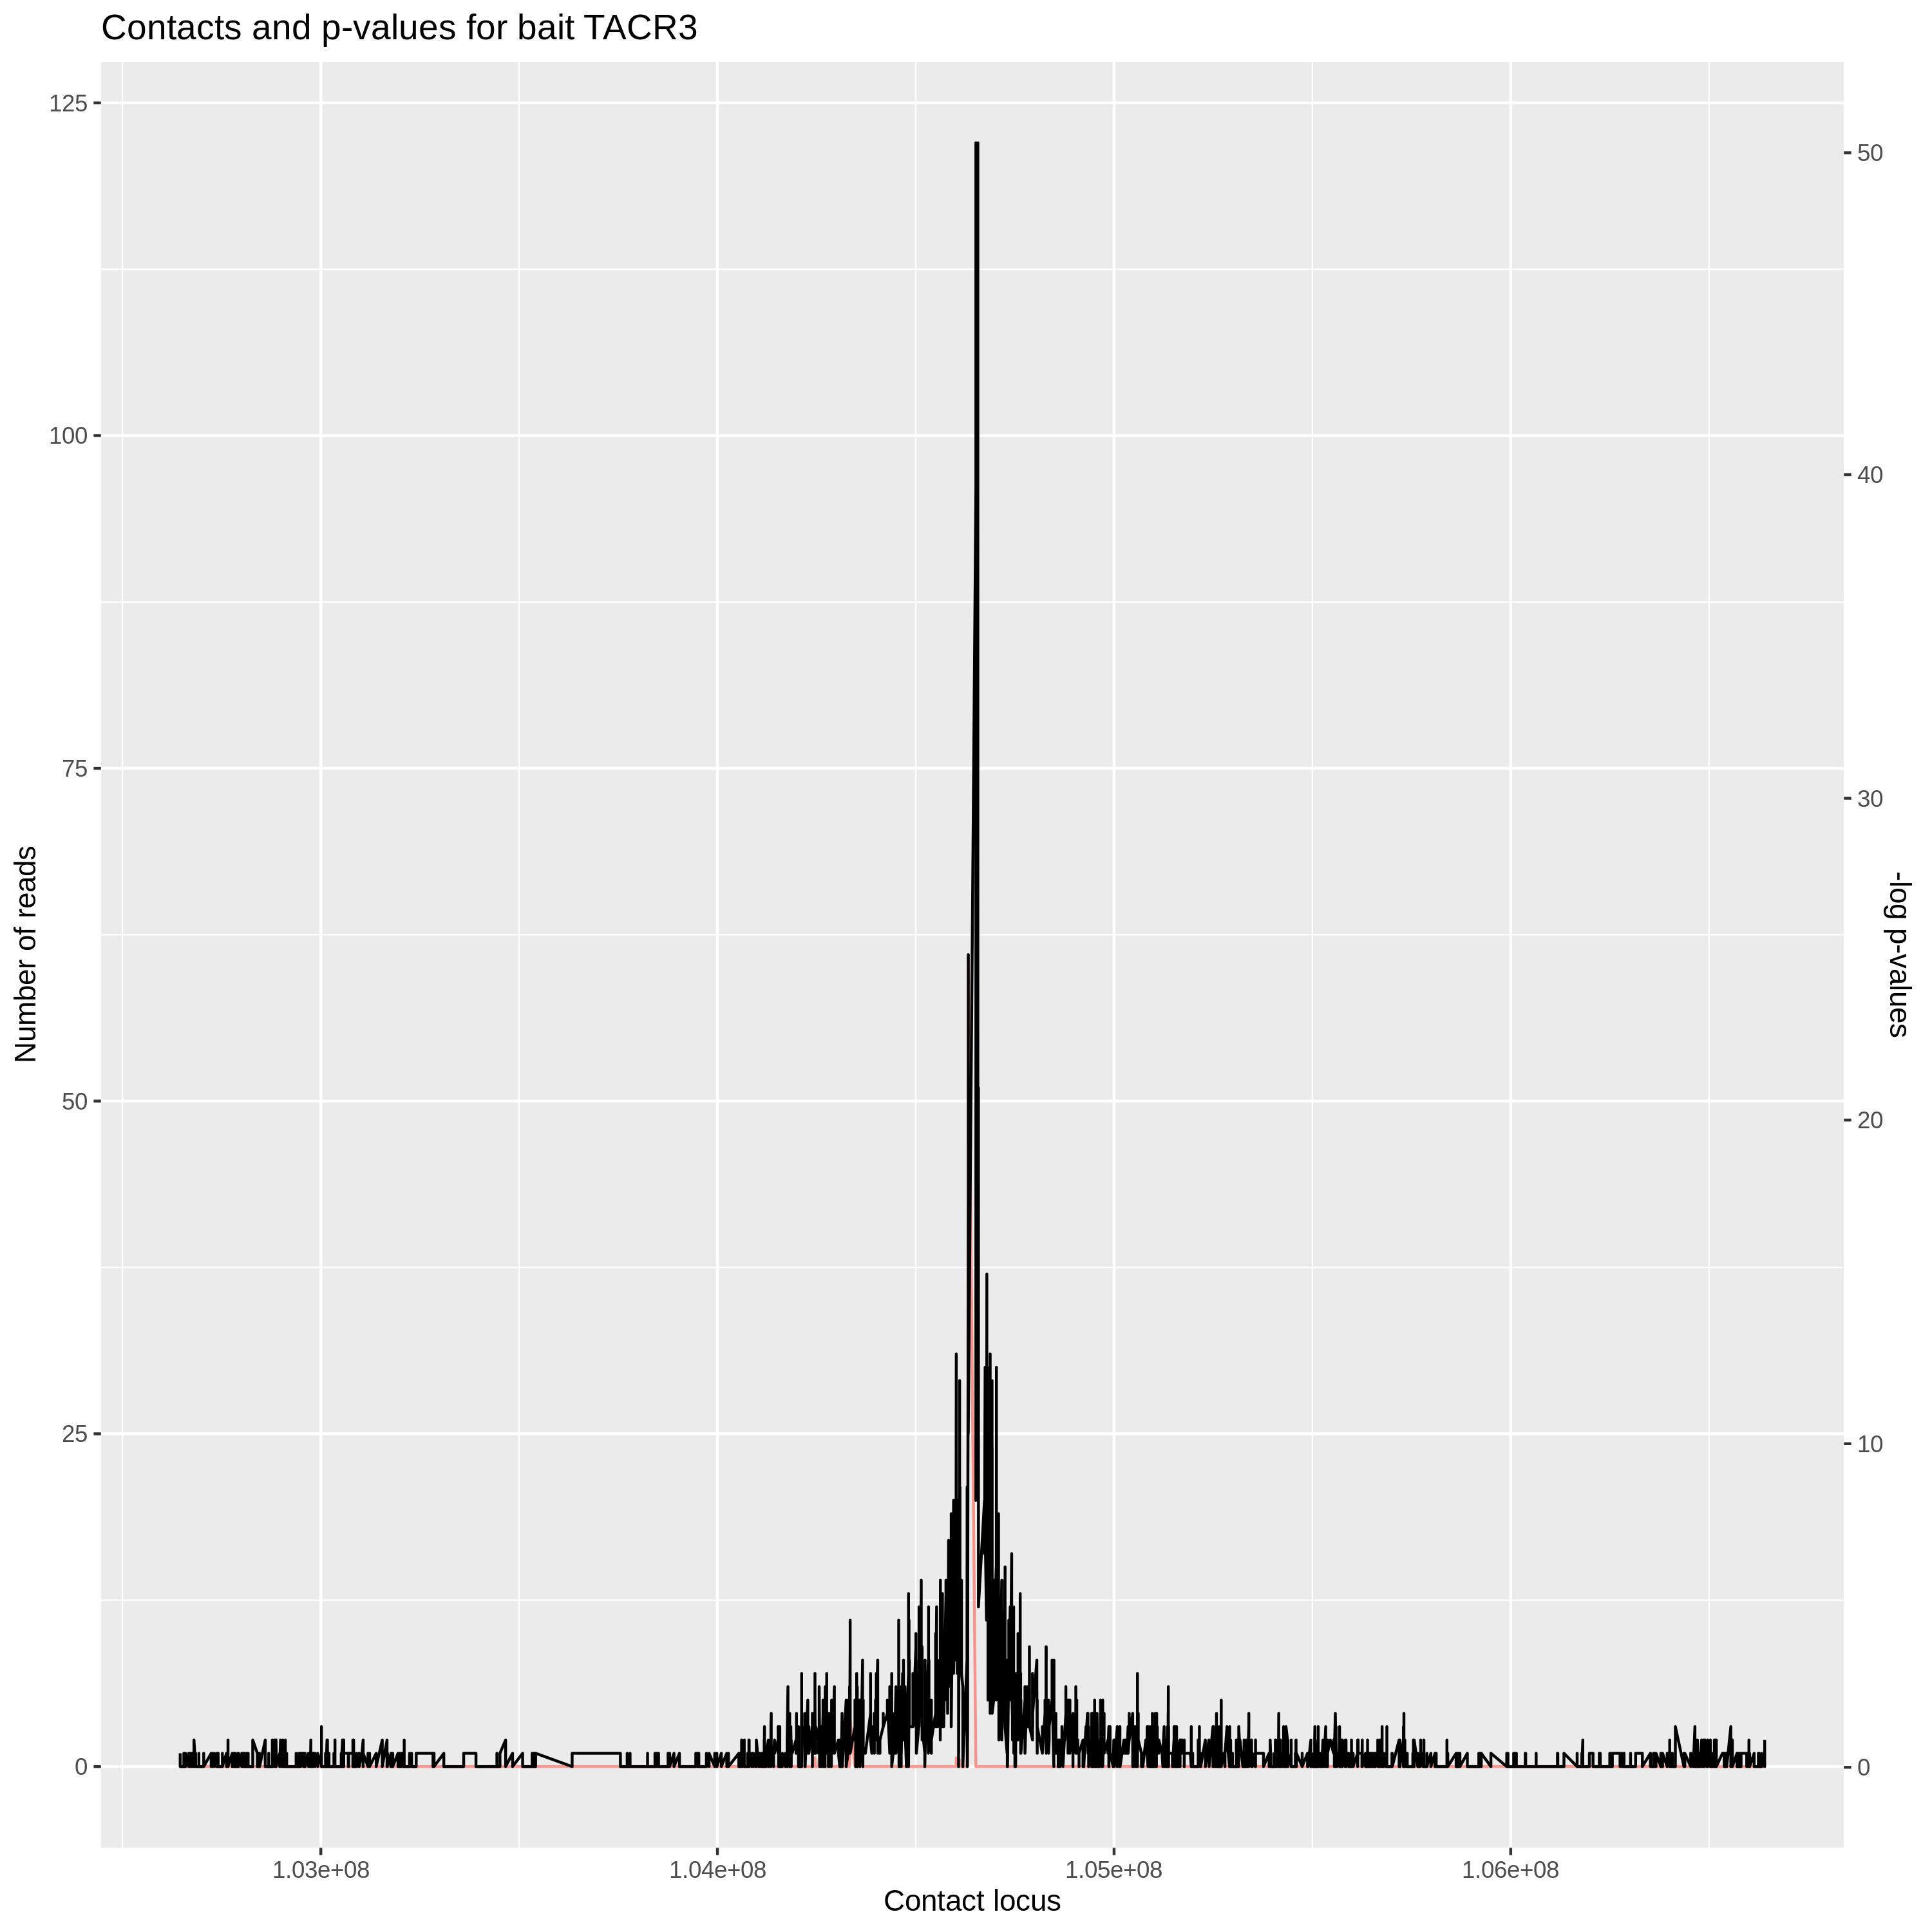 Contacts and p-values for bait TACR3
125
100
75
50
25
0
Number of reads
50
40
30
20
10
0
-log p-values
1.03e+08
1.04e+08
1.05e+08
1.06e+08
Contact locus